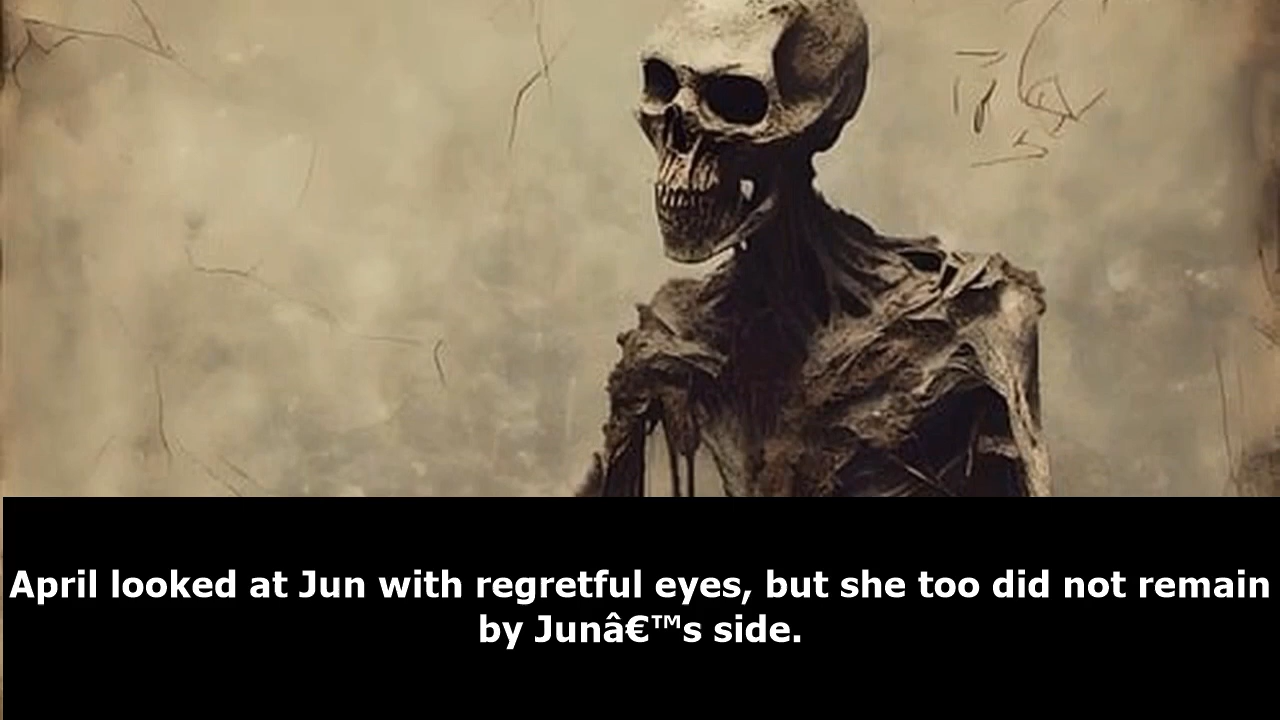 April looked at Jun with regretful eyes, but she too did not remain
by Junâ€™s side.